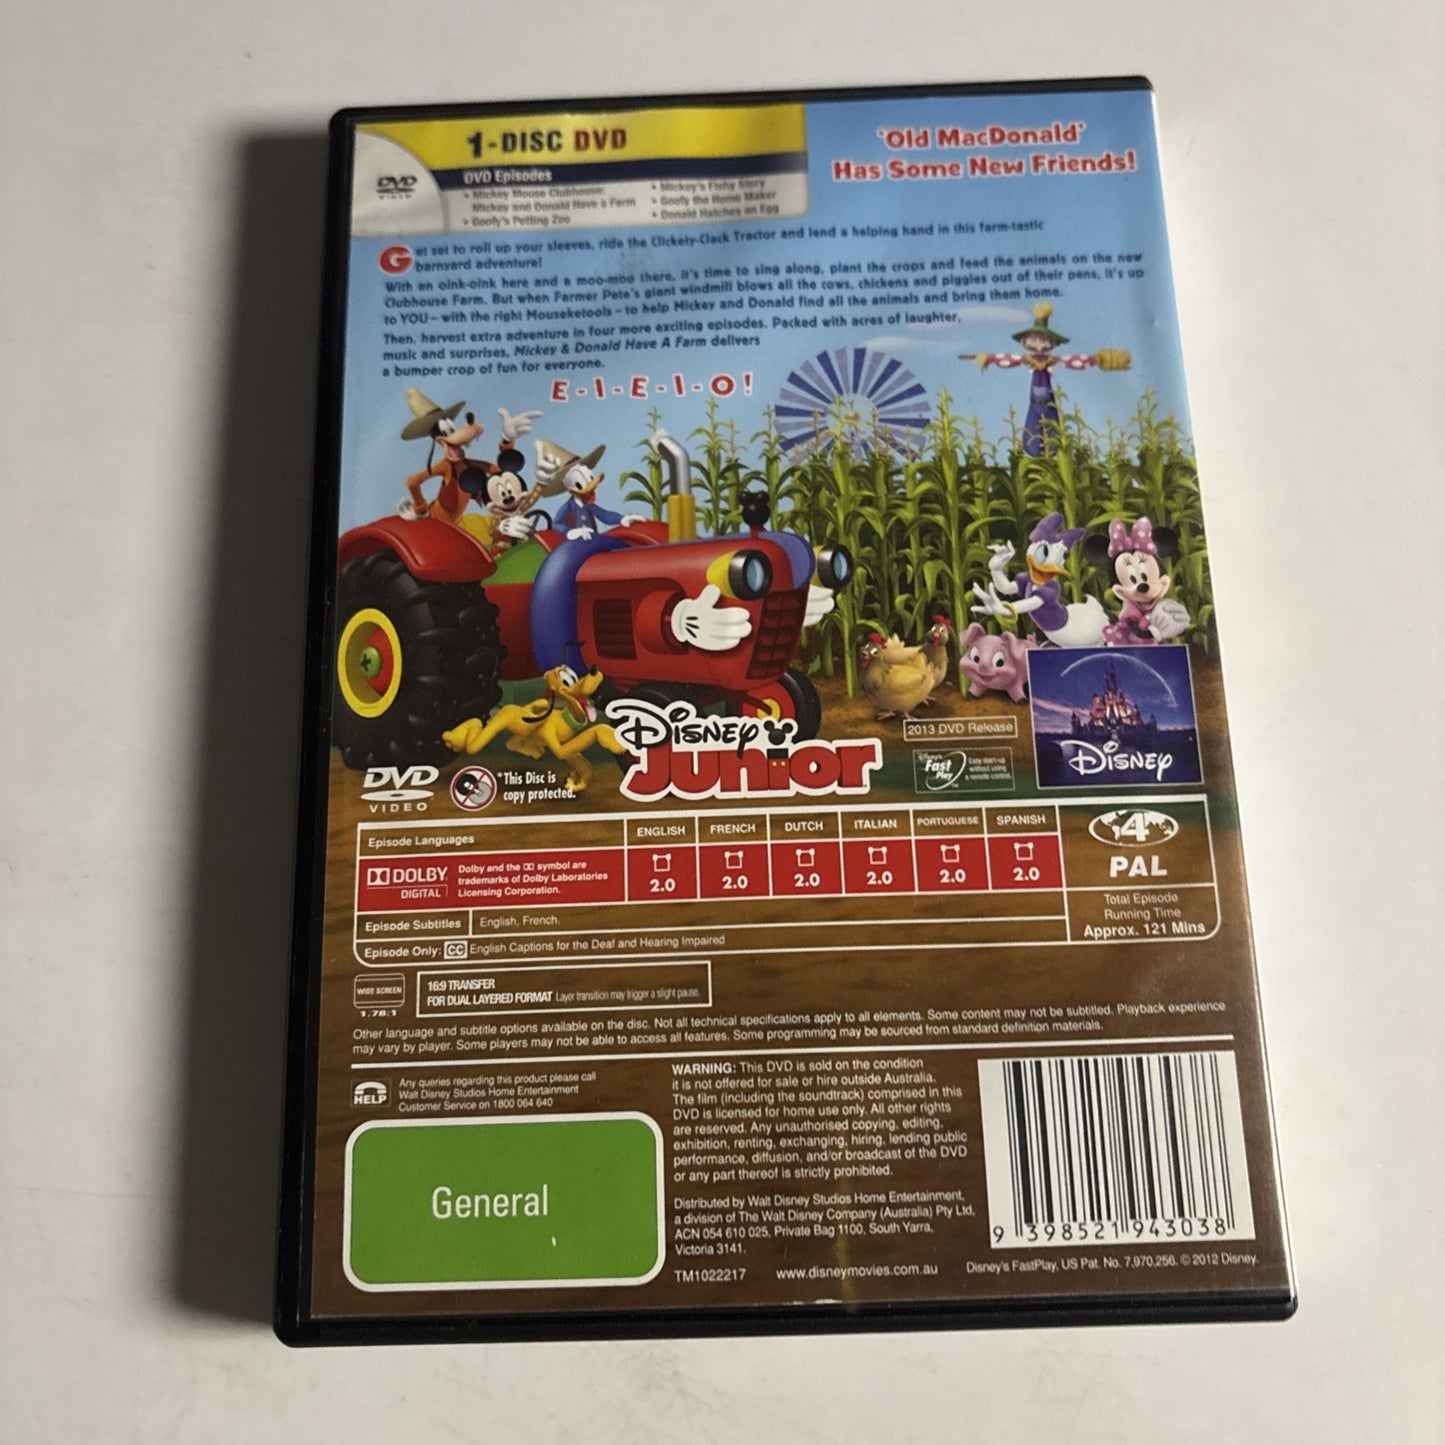 1-DISC DVD
DVD
VIDEO
DVD Episodes
• Mickey Mouse Clubhouse:
Mickey and Donald Have a Farm
• Goofy's Petting Zoo
• Mickey's Fishy Story
• Goofy the Home Maker
• Donald Hatches an Egg
'Old MacDonald'
Has Some New Friends!
Get set to roll up your sleeves, ride the Clickety-Clack Tractor and lend a helping hand in this farm-tastic
barnyard adventure!
With an oink-oink here and a moo-moo there, it's time to sing along, plant the crops and feed the animals on the new
Clubhouse Farm. But when Farmer Pete's giant windmill blows all the cows, chickens and piggies out of their pens, it's up
to YOU – with the right Mouseketools – to help Mickey and Donald find all the animals and bring them home.
Then, harvest extra adventure in four more exciting episodes. Packed with acres of laughter,
music and surprises, Mickey & Donald Have A Farm delivers
a bumper crop of fun for everyone.
E-I-E-I-O!
Disney
Junior
2013 DVD Release
Disney's
Fast
Play
TM
Easy start-up
without using
a remote control
Disney
DVD
VIDEO
*This Disc is
copy protected.
Episode Languages
ENGLISH FRENCH DUTCH ITALIAN PORTUGUESE SPANISH
DOLBY
DIGITAL
Dolby and the DD symbol are
trademarks of Dolby Laboratories
Licensing Corporation.
2.0 2.0 2.0 2.0 2.0 2.0
4
PAL
Total Episode
Running Time
Approx. 121 Mins
Episode Subtitles English, French.
Episode Only: CC English Captions for the Deaf and Hearing Impaired
WIDE SCREEN
1.78:1
16:9 TRANSFER
FOR DUAL LAYERED FORMAT Layer transition may trigger a slight pause.
Other language and subtitle options available on the disc. Not all technical specifications apply to all elements. Some content may not be subtitled. Playback experience
may vary by player. Some players may not be able to access all features. Some programming may be sourced from standard definition materials.
HELP
Any queries regarding this product please call
Walt Disney Studios Home Entertainment
Customer Service on 1800 064 640
General
WARNING: This DVD is sold on the condition
it is not offered for sale or hire outside Australia.
The film (including the soundtrack) comprised in this
DVD is licensed for home use only. All other rights
are reserved. Any unauthorised copying, editing,
exhibition, renting, exchanging, hiring, lending public
performance, diffusion, and/or broadcast of the DVD
or any part thereof is strictly prohibited.
Distributed by Walt Disney Studios Home Entertainment,
a division of The Walt Disney Company (Australia) Pty Ltd,
ACN 054 610 025, Private Bag 1100, South Yarra,
Victoria 3141.
TM1022217 www.disneymovies.com.au
9 398521 943038
Disney's FastPlay, US Pat. No. 7,970,256. © 2012 Disney.